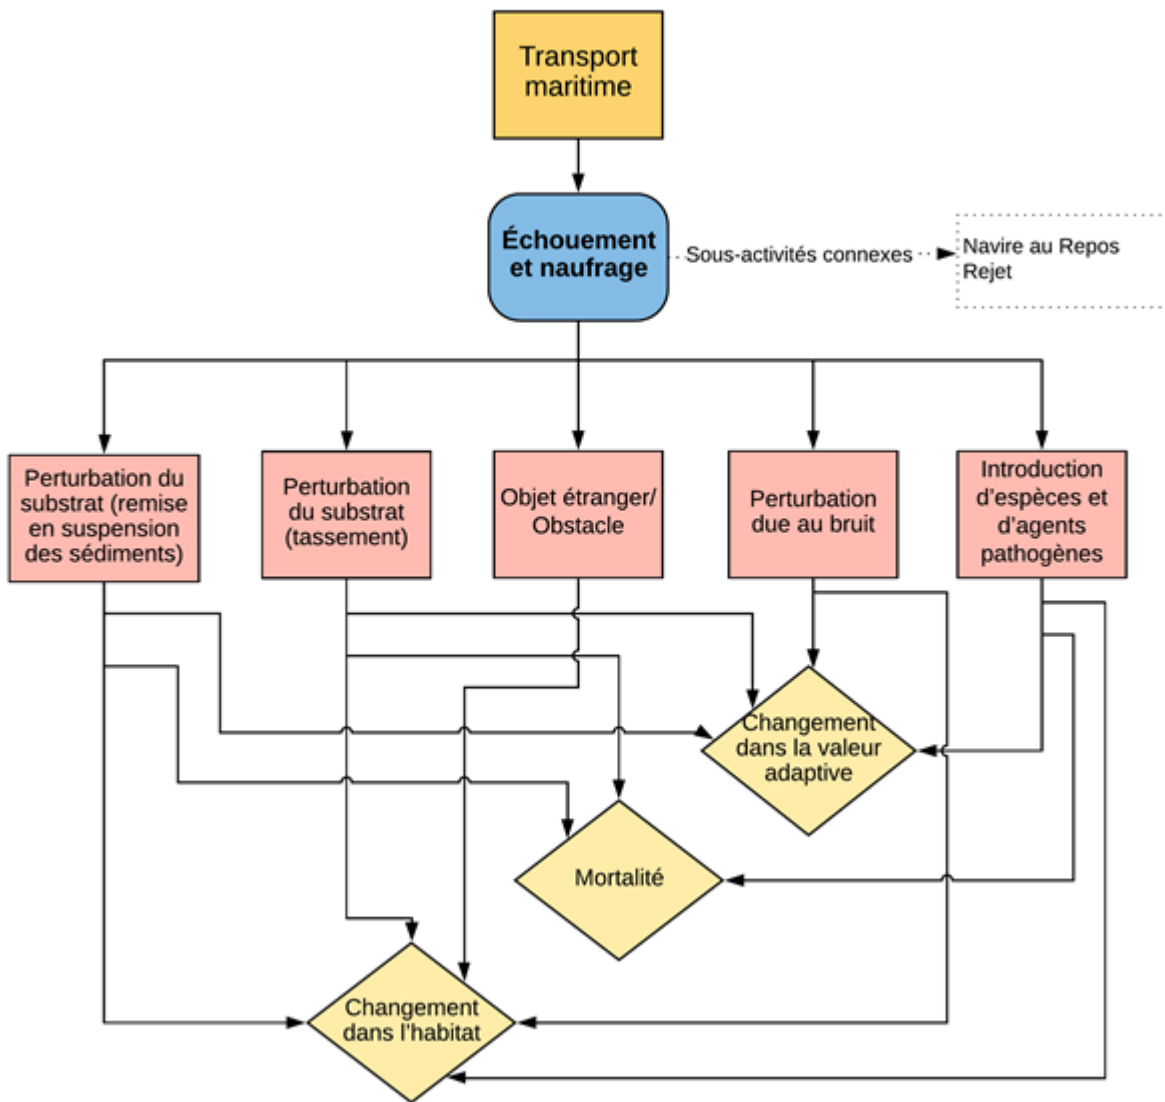 Transport
maritime
Échouement
et naufrage
Sous-activités connexes
Navire au Repos
Rejet
Perturbation du
substrat (remise
en suspension
des sédiments)
Perturbation
du substrat
(tassement)
Objet étranger/
Obstacle
Perturbation
due au bruit
Introduction
d'espèces et
d'agents
pathogènes
Changement
dans la valeur
adaptive
Mortalité
Changement
dans l'habitat